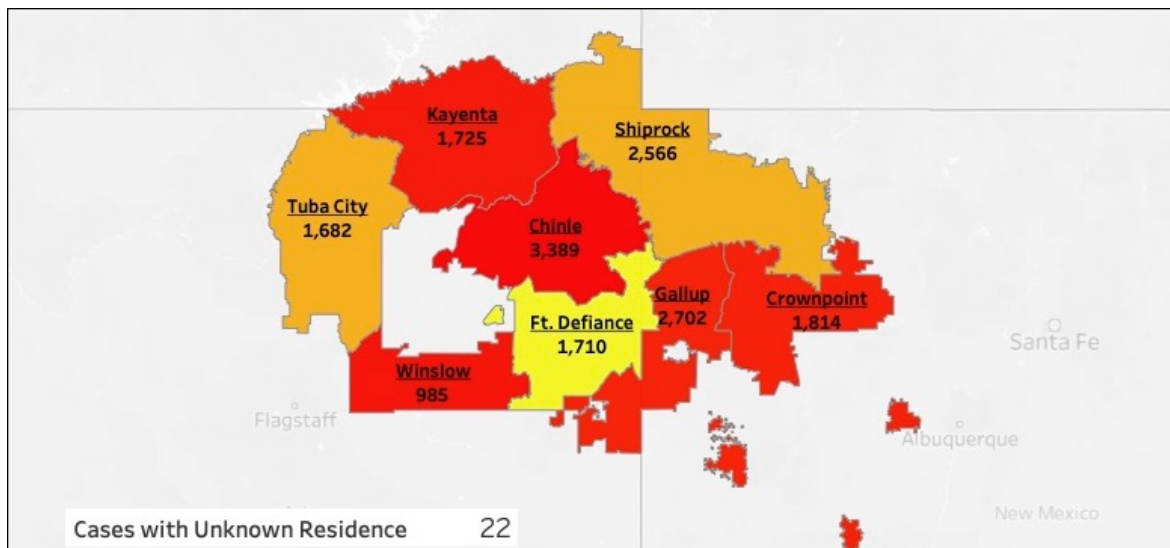 Kayenta
1,725
Shiprock
2,566
Tuba City
1,682
Chinle
3,389
Gallup
2,702
Crownpoint
1,814
Ft. Defiance
1,710
Santa Fe
Winslow
985
Flagstaff
Albuquerque
New Mexico
Cases with Unknown Residence 22